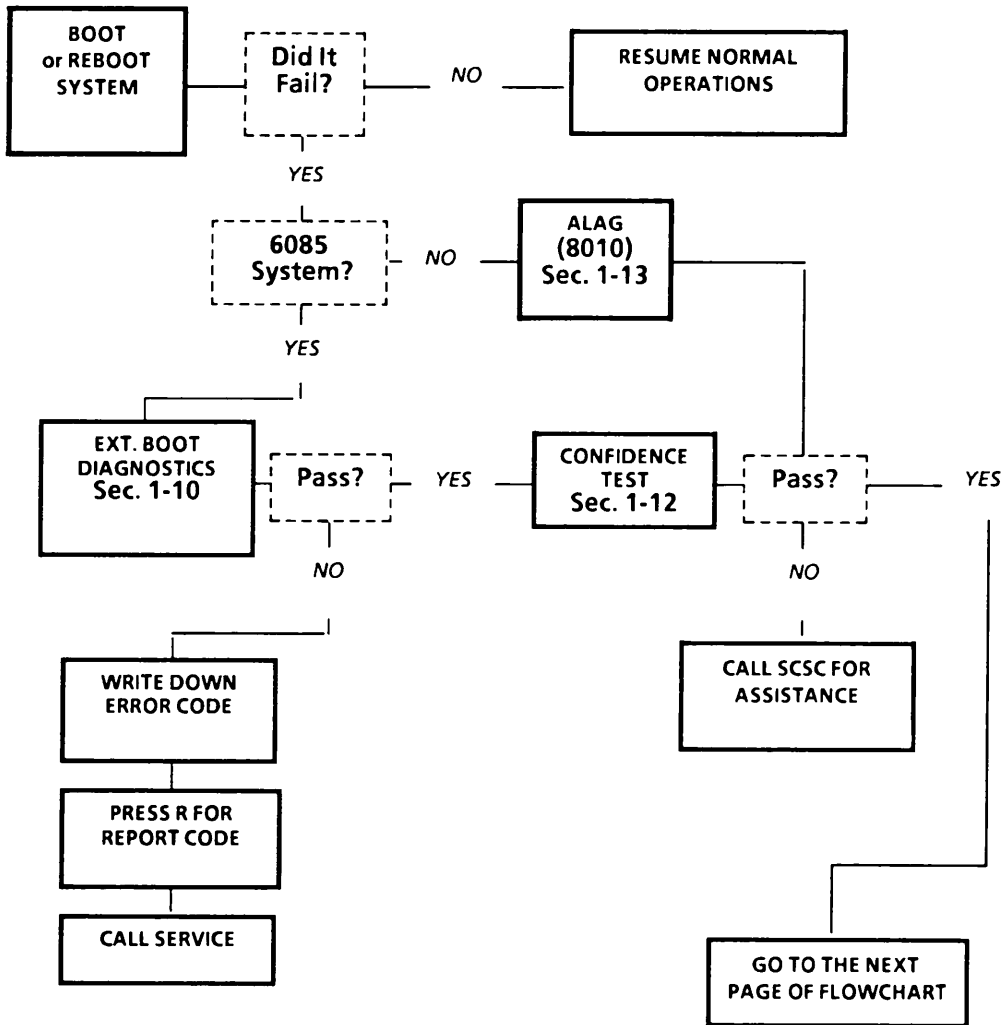 BOOT
or REBOOT
SYSTEM
Did It
Fail?
NO
RESUME NORMAL
OPERATIONS
YES
6085
System?
NO
ALAG
(8010)
Sec. 1-13
YES
EXT. BOOT
DIAGNOSTICS
Sec. 1-10
Pass?
YES
CONFIDENCE
TEST
Sec. 1-12
Pass?
YES
NO
NO
WRITE DOWN
ERROR CODE
CALL SCSC FOR
ASSISTANCE
PRESS R FOR
REPORT CODE
CALL SERVICE
GO TO THE NEXT
PAGE OF FLOWCHART